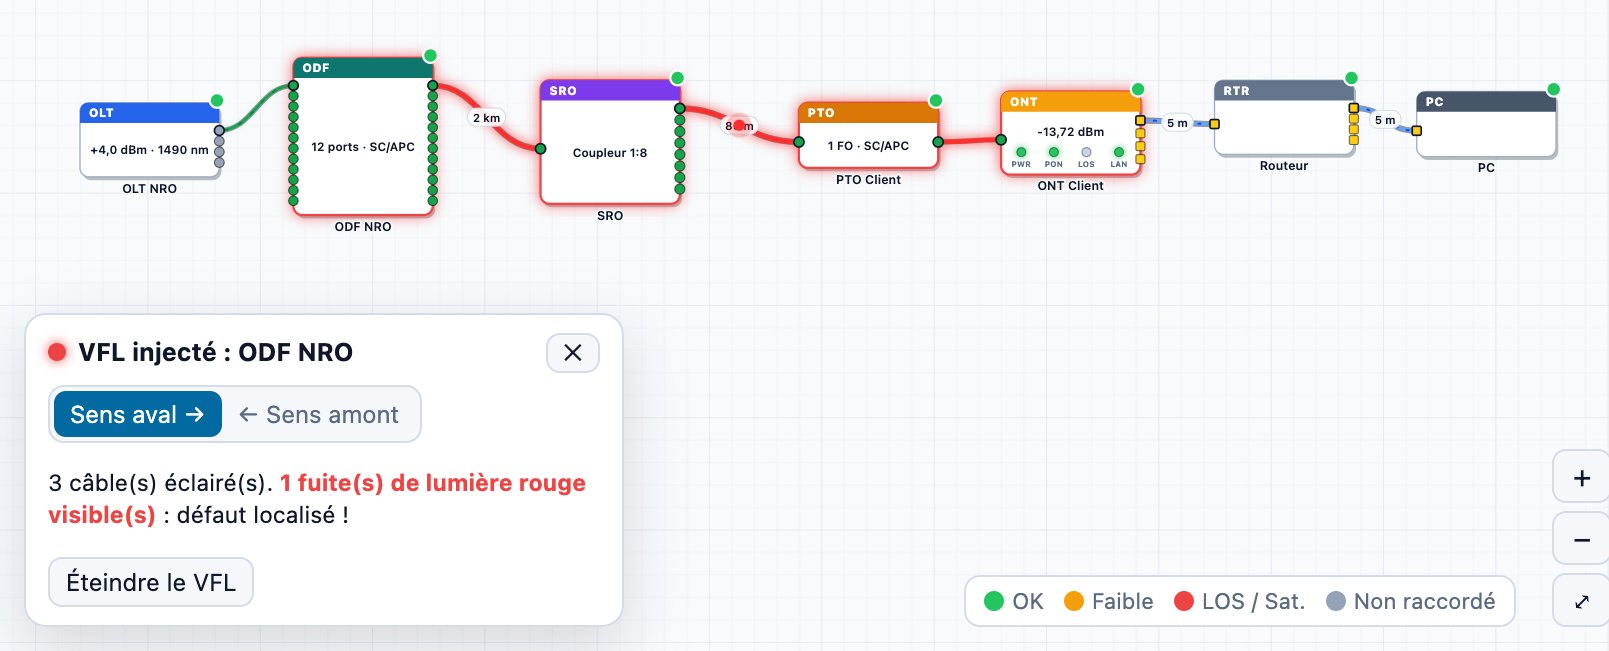 OLT
+4,0 dBm · 1490 nm
OLT NRO
ODF
12 ports · SC/APC
ODF NRO
2 km
SRO
Coupleur 1:8
SRO
PTO
1 FO · SC/APC
PTO Client
ONT
-13,72 dBm
PWR PON LOS LAN
ONT Client
5 m
RTR
Routeur
5 m
PC
PC
VFL injecté : ODF NRO
Sens aval →
← Sens amont
3 câble(s) éclairé(s). 1 fuite(s) de lumière rouge
visible(s) : défaut localisé !
Éteindre le VFL
OK
Faible
LOS / Sat.
Non raccordé
+
−